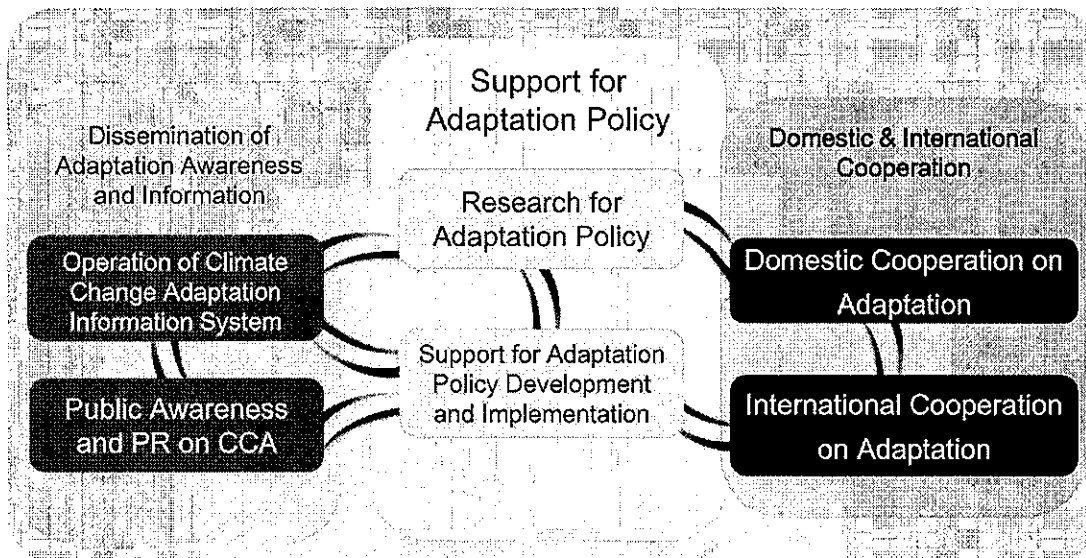 Dissemination of
Adaptation Awareness
and Information
Operation of Climate
Change Adaptation
Information System
Public Awareness
and PR on CCA
Support for
Adaptation Policy
Research for
Adaptation Policy
Support for Adaptation
Policy Development
and Implementation
Domestic & International
Cooperation
Domestic Cooperation on
Adaptation
International Cooperation
on Adaptation